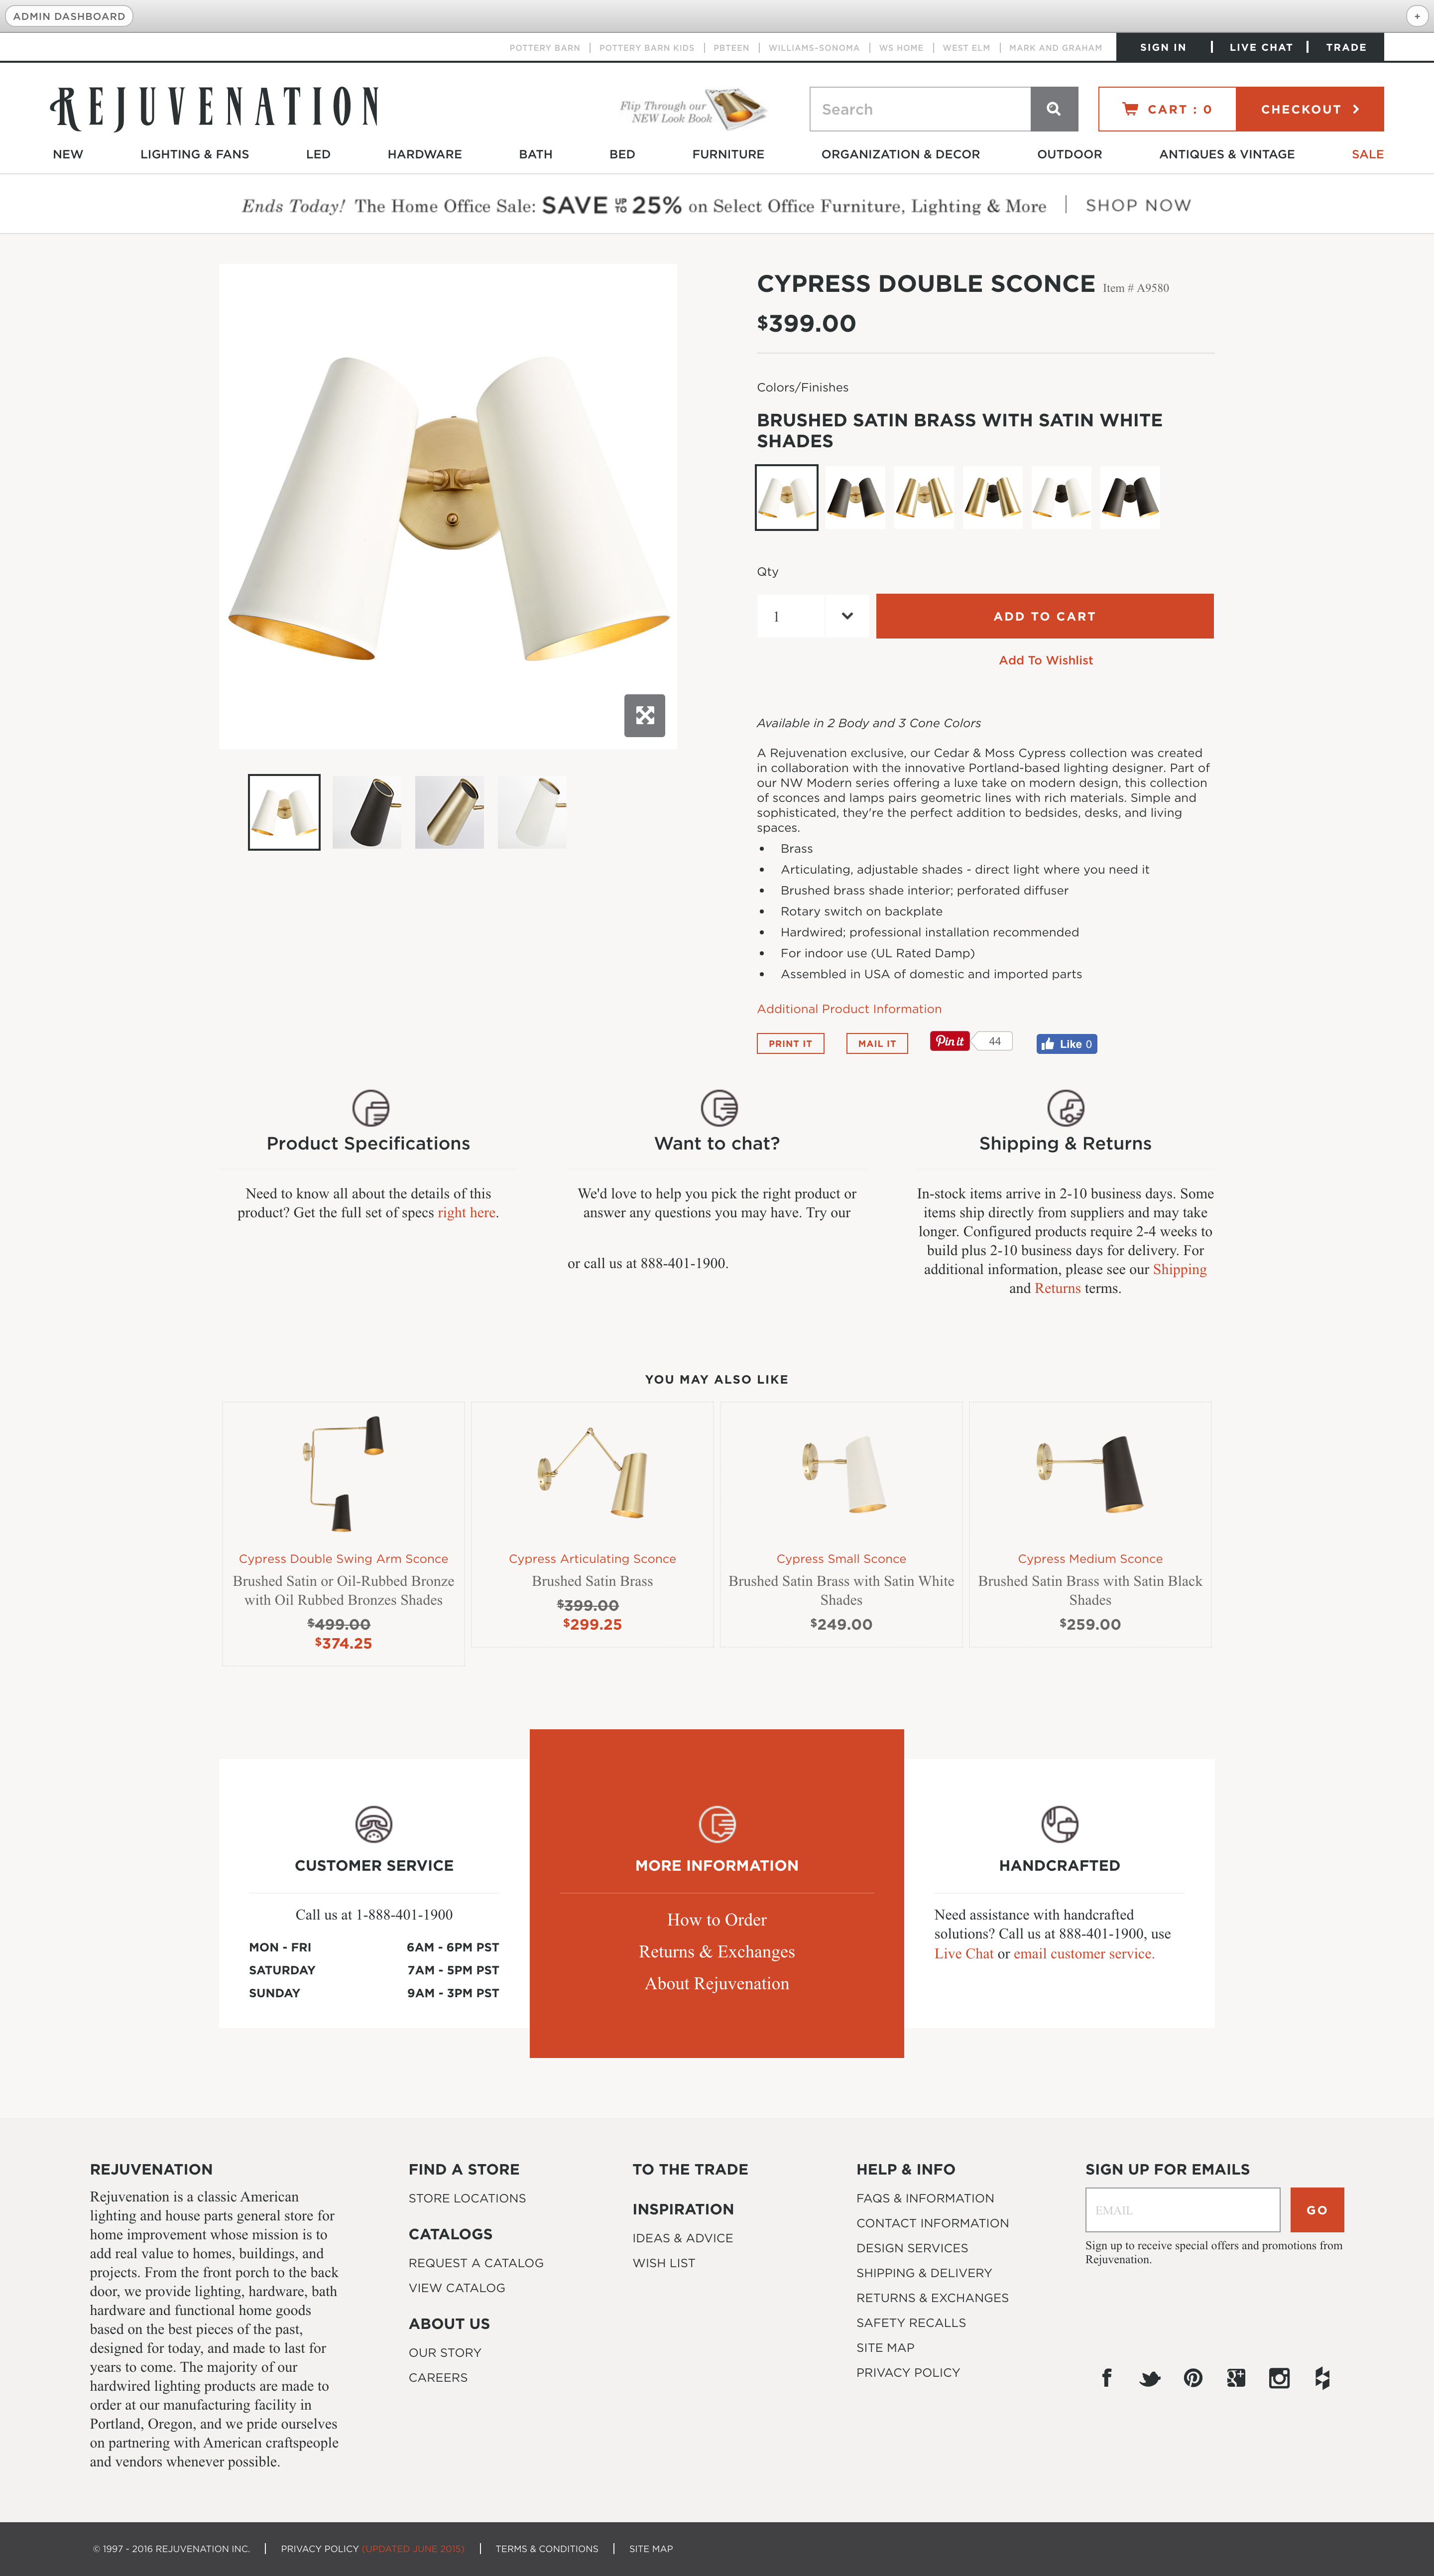 ADMIN DASHBOARD
+
POTTERY BARN | POTTERY BARN KIDS | PBTEEN | WILLIAMS-SONOMA | WS HOME | WEST ELM | MARK AND GRAHAM
SIGN IN | LIVE CHAT | TRADE
REJUVENATION
Flip Through our
NEW Look Book
Search
CART : 0
CHECKOUT
NEW LIGHTING & FANS LED HARDWARE BATH BED FURNITURE ORGANIZATION & DECOR OUTDOOR ANTIQUES & VINTAGE SALE
Ends Today! The Home Office Sale: SAVE UP TO 25% on Select Office Furniture, Lighting & More | SHOP NOW
CYPRESS DOUBLE SCONCE Item # A9580
$399.00
Colors/Finishes
BRUSHED SATIN BRASS WITH SATIN WHITE
SHADES
Qty
1
ADD TO CART
Add To Wishlist
Available in 2 Body and 3 Cone Colors
A Rejuvenation exclusive, our Cedar & Moss Cypress collection was created
in collaboration with the innovative Portland-based lighting designer. Part of
our NW Modern series offering a luxe take on modern design, this collection
of sconces and lamps pairs geometric lines with rich materials. Simple and
sophisticated, they're the perfect addition to bedsides, desks, and living
spaces.
• Brass
• Articulating, adjustable shades - direct light where you need it
• Brushed brass shade interior; perforated diffuser
• Rotary switch on backplate
• Hardwired; professional installation recommended
• For indoor use (UL Rated Damp)
• Assembled in USA of domestic and imported parts
Additional Product Information
PRINT IT
MAIL IT
Pin it 44
Like 0
Product Specifications
Need to know all about the details of this
product? Get the full set of specs right here.
Want to chat?
We'd love to help you pick the right product or
answer any questions you may have. Try our
or call us at 888-401-1900.
Shipping & Returns
In-stock items arrive in 2-10 business days. Some
items ship directly from suppliers and may take
longer. Configured products require 2-4 weeks to
build plus 2-10 business days for delivery. For
additional information, please see our Shipping
and Returns terms.
YOU MAY ALSO LIKE
Cypress Double Swing Arm Sconce
Brushed Satin or Oil-Rubbed Bronze
with Oil Rubbed Bronzes Shades
$499.00
$374.25
Cypress Articulating Sconce
Brushed Satin Brass
$399.00
$299.25
Cypress Small Sconce
Brushed Satin Brass with Satin White
Shades
$249.00
Cypress Medium Sconce
Brushed Satin Brass with Satin Black
Shades
$259.00
CUSTOMER SERVICE
Call us at 1-888-401-1900
MON - FRI 6AM - 6PM PST
SATURDAY 7AM - 5PM PST
SUNDAY 9AM - 3PM PST
MORE INFORMATION
How to Order
Returns & Exchanges
About Rejuvenation
HANDCRAFTED
Need assistance with handcrafted
solutions? Call us at 888-401-1900, use
Live Chat or email customer service.
REJUVENATION
Rejuvenation is a classic American
lighting and house parts general store for
home improvement whose mission is to
add real value to homes, buildings, and
projects. From the front porch to the back
door, we provide lighting, hardware, bath
hardware and functional home goods
based on the best pieces of the past,
designed for today, and made to last for
years to come. The majority of our
hardwired lighting products are made to
order at our manufacturing facility in
Portland, Oregon, and we pride ourselves
on partnering with American craftspeople
and vendors whenever possible.
FIND A STORE
STORE LOCATIONS
CATALOGS
REQUEST A CATALOG
VIEW CATALOG
ABOUT US
OUR STORY
CAREERS
TO THE TRADE
INSPIRATION
IDEAS & ADVICE
WISH LIST
HELP & INFO
FAQS & INFORMATION
CONTACT INFORMATION
DESIGN SERVICES
SHIPPING & DELIVERY
RETURNS & EXCHANGES
SAFETY RECALLS
SITE MAP
PRIVACY POLICY
SIGN UP FOR EMAILS
EMAIL
GO
Sign up to receive special offers and promotions from
Rejuvenation.
© 1997 - 2016 REJUVENATION INC. | PRIVACY POLICY (UPDATED JUNE 2015) | TERMS & CONDITIONS | SITE MAP